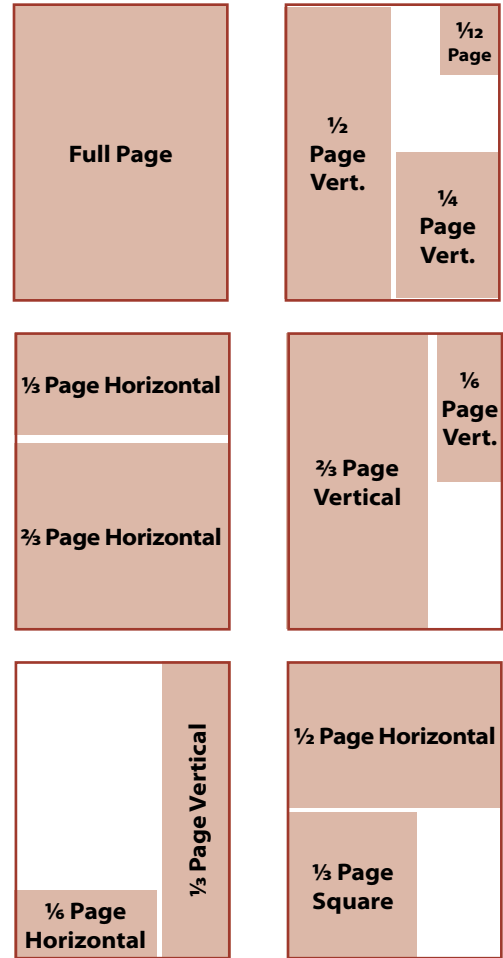 Full Page
½
Page
Vert.
⅟12
Page
¼
Page
Vert.
⅓ Page Horizontal
⅔ Page Horizontal
⅔ Page
Vertical
⅙
Page
Vert.
⅙ Page
Horizontal
⅓ Page Vertical
½ Page Horizontal
⅓ Page
Square